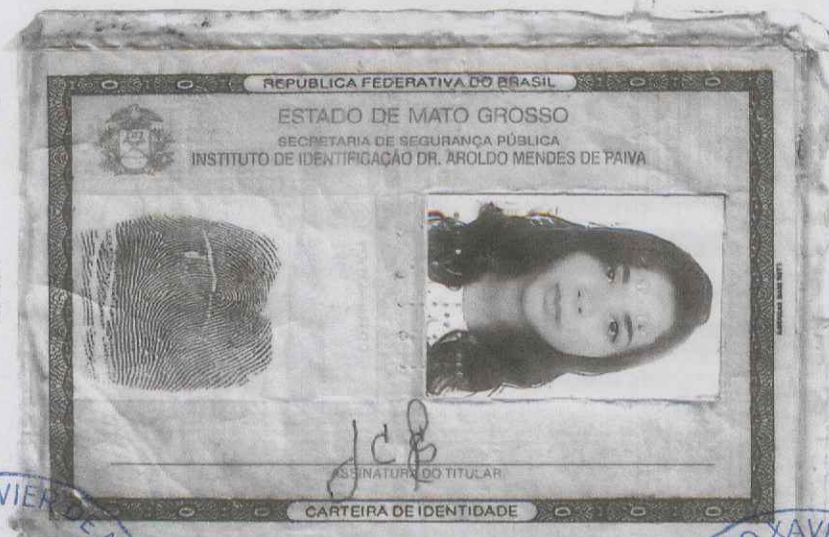 REPÚBLICA FEDERATIVA DO BRASIL
ESTADO DE MATO GROSSO
SECRETARIA DE SEGURANÇA PÚBLICA
INSTITUTO DE IDENTIFICAÇÃO DR. AROLDO MENDES DE PAIVA
ASSINATURA DO TITULAR
CARTEIRA DE IDENTIDADE